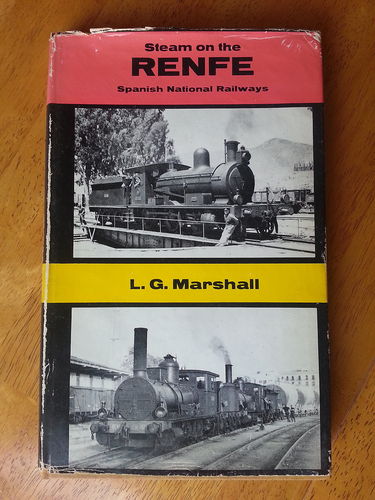 Steam on the
RENFE
Spanish National Railways
L. G. Marshall